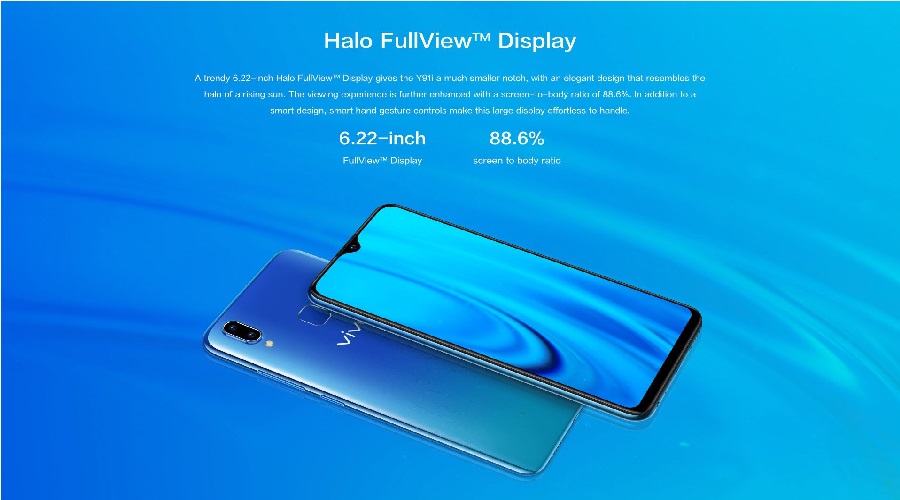 Halo FullView™ Display
A trendy 6.22-inch Halo FullView™ Display gives the Y91i a much smaller notch, with an elegant design that resembles the
halo of a rising sun. The viewing experience is further enhanced with a screen-to-body ratio of 88.6%. In addition to a
smart design, smart hand gesture controls make this large display effortless to handle.
6.22-inch 88.6%
FullView™ Display screen to body ratio
viv